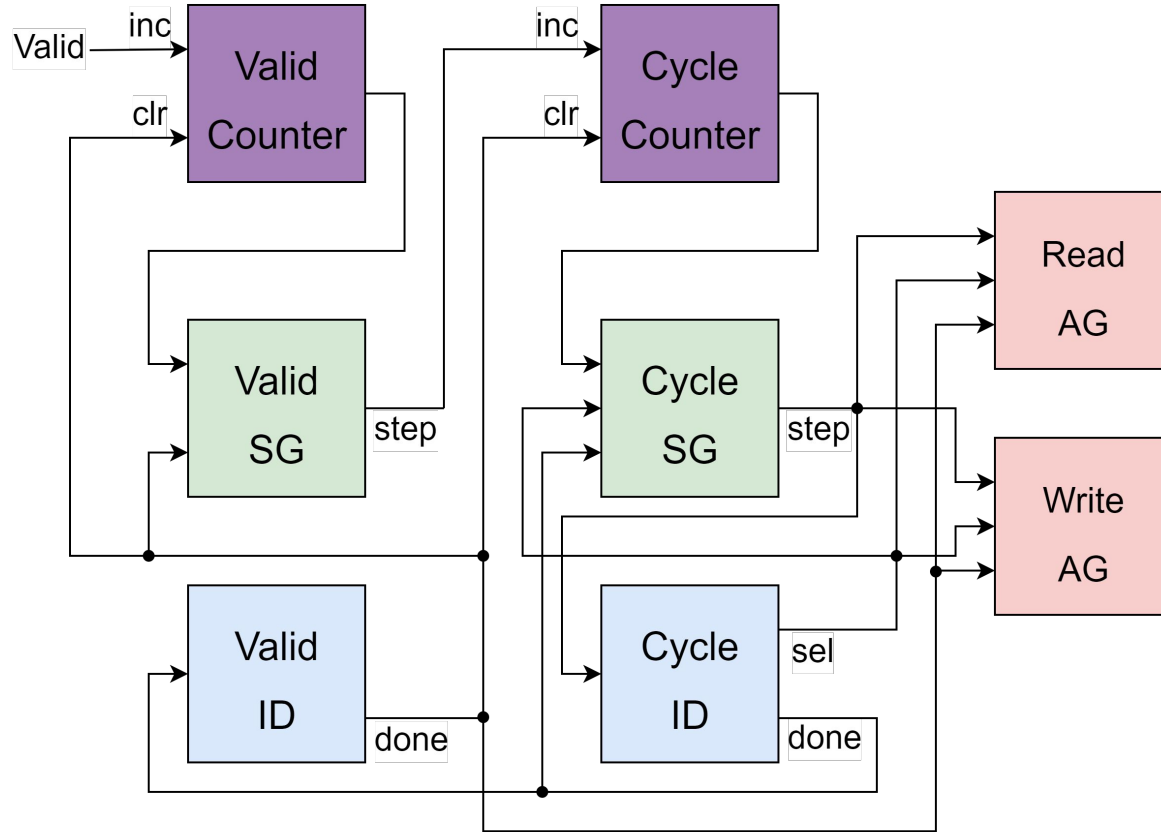 Valid
inc
clr
Valid
Counter
inc
clr
Cycle
Counter
Read
AG
Valid
SG
step
Cycle
SG
step
Write
AG
Valid
ID
done
Cycle
ID
sel
done